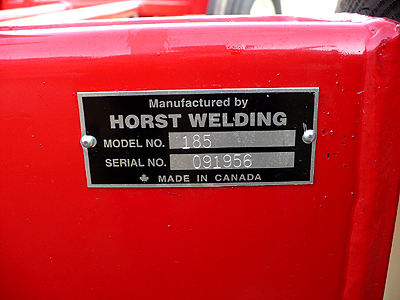 Manufactured by
HORST WELDING
MODEL NO. 185
SERIAL NO. 091956
MADE IN CANADA